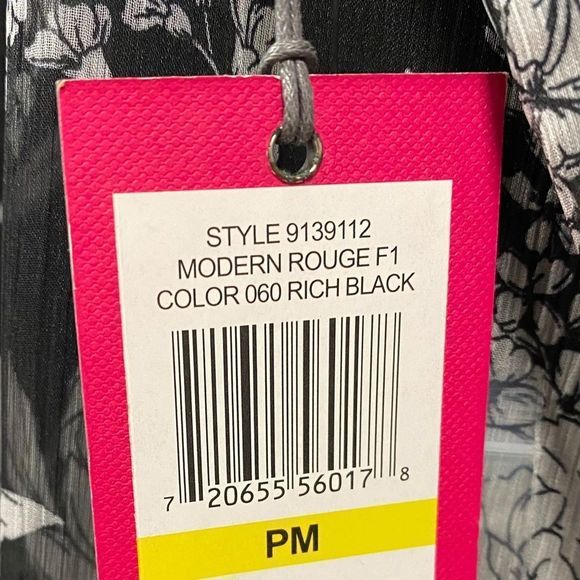 STYLE 9139112
MODERN ROUGE F1
COLOR 060 RICH BLACK
7 20655 56017 8
PM